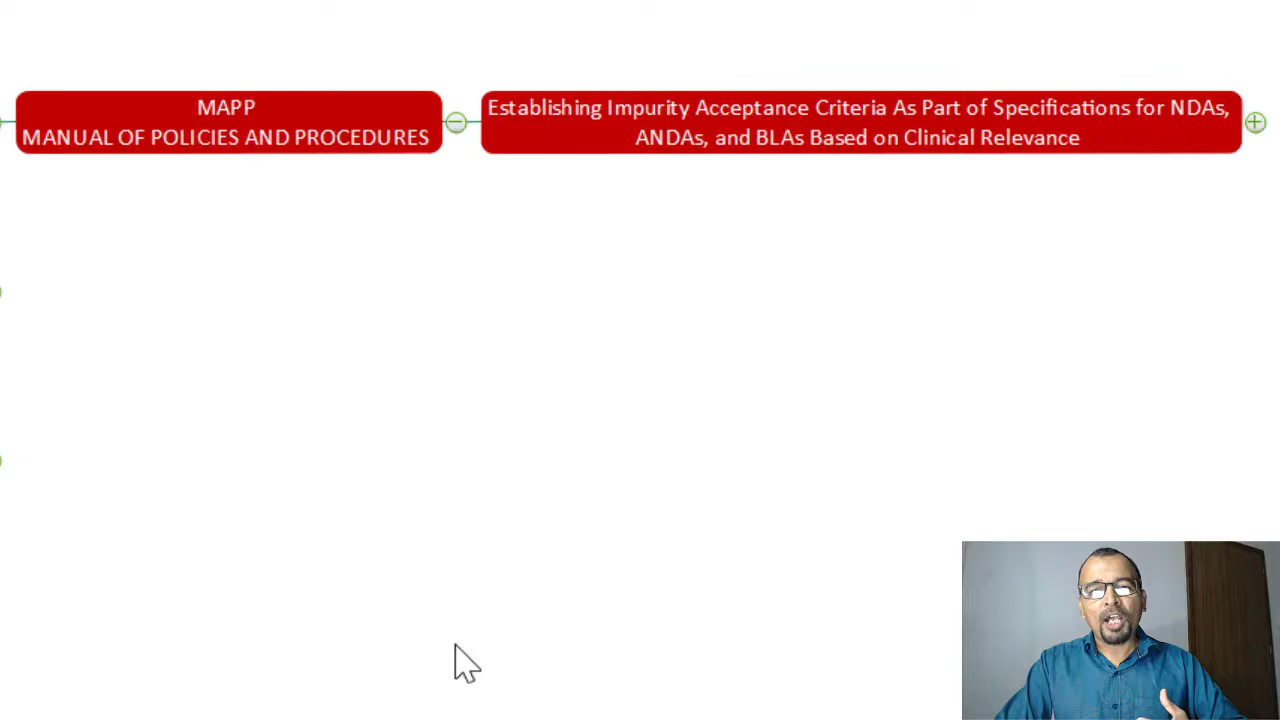 MAPP
MANUAL OF POLICIES AND PROCEDURES
Establishing Impurity Acceptance Criteria As Part of Specifications for NDAs,
ANDAs, and BLAs Based on Clinical Relevance